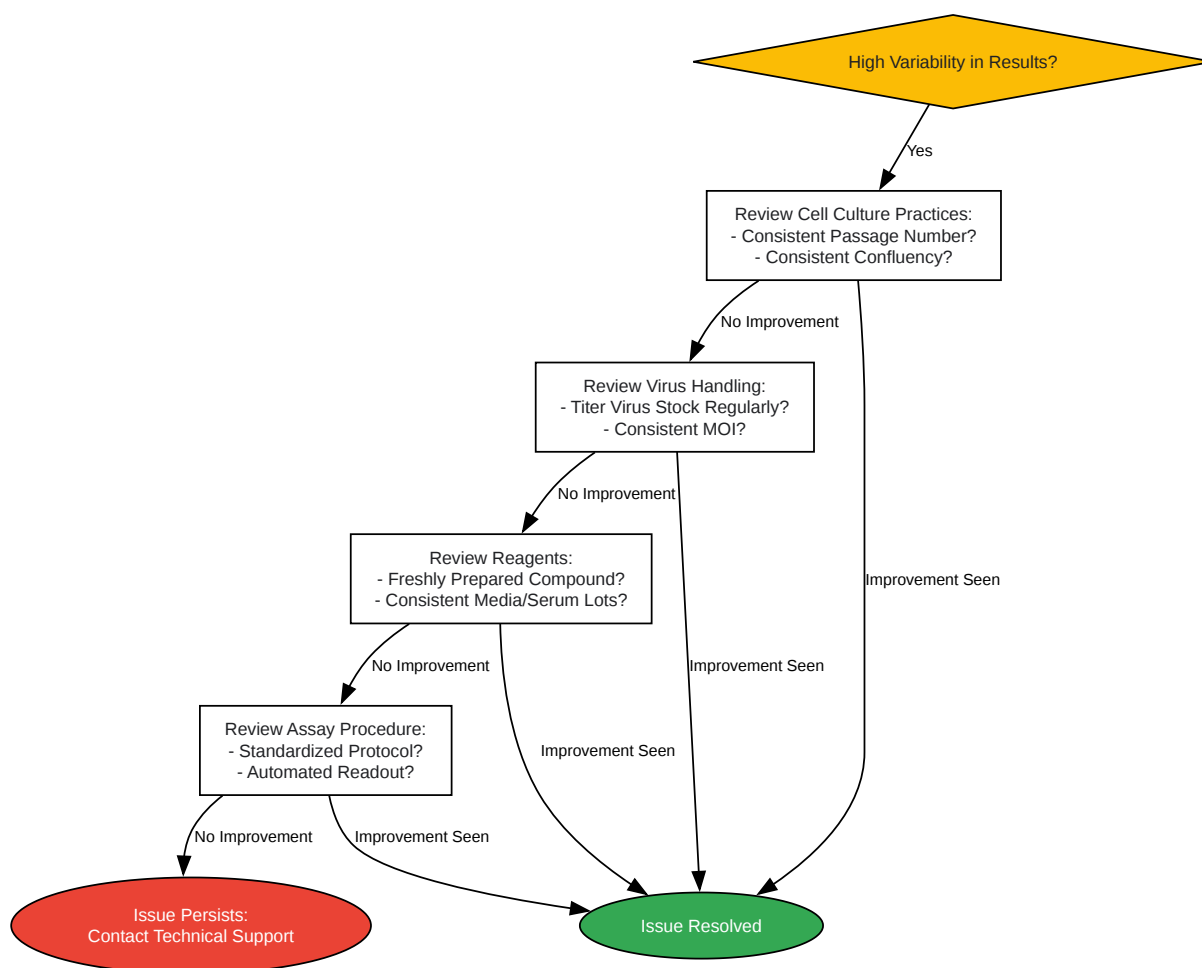 High Variability in Results?
Yes
Review Cell Culture Practices:
- Consistent Passage Number?
- Consistent Confluency?
No Improvement
Review Virus Handling:
- Titer Virus Stock Regularly?
- Consistent MOI?
No Improvement
Review Reagents:
- Freshly Prepared Compound?
- Consistent Media/Serum Lots?
Improvement Seen
No Improvement
Improvement Seen
Review Assay Procedure:
- Standardized Protocol?
- Automated Readout?
Improvement Seen
No Improvement
Improvement Seen
Issue Persists:
Contact Technical Support
Issue Resolved